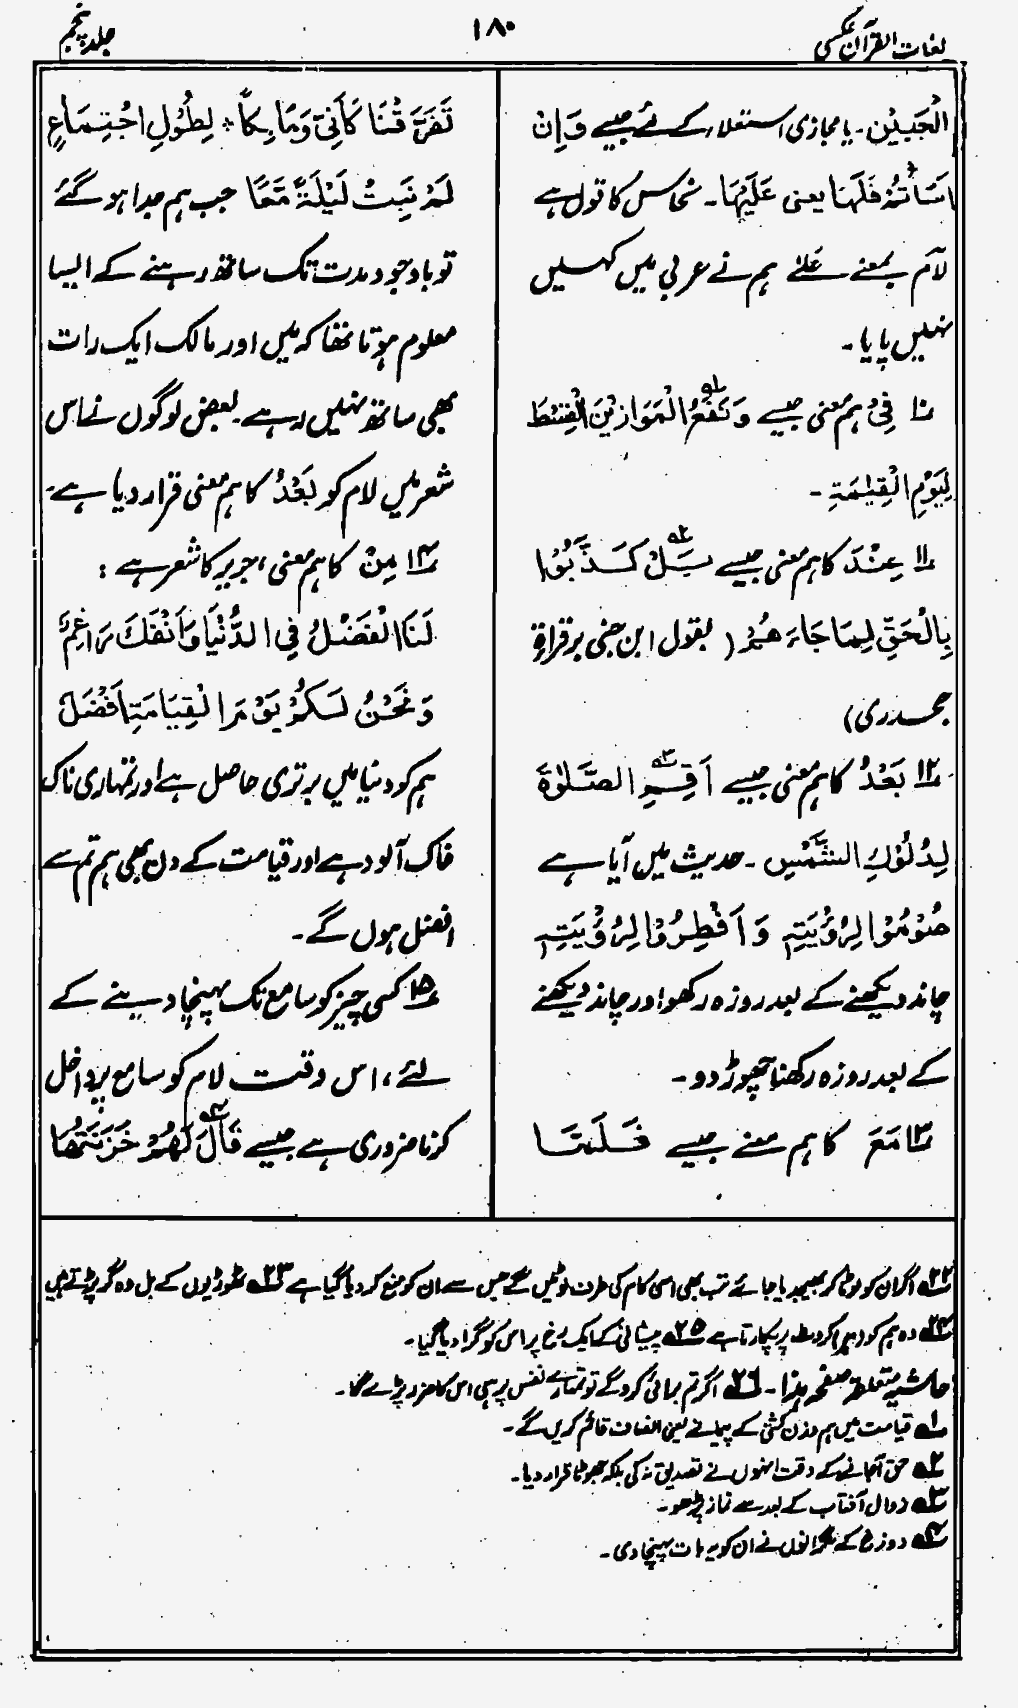 لغات القرآن عکسی
۱۸۰
جلد پنجم
الْجَبِیْنِ۔ یا مجازی استعلاء کے لئے جیسے وَاِنْ
اَسَاْتُمْ فَلَهَا یعنی عَلَیْهَا۔ نحاس کا قول ہے
لآم بمعنے عَلیٰ ہم نے عربی میں کہیں
نہیں پایا۔
۱۰ فِیْ ہم معنی جیسے وَنَضَعُ الْمَوَازِیْنَ الْقِسْطَ
لِیَوْمِ الْقِیٰمَةِ۔
۱۱ عِنْدَ کا ہم معنی جیسے بَلْ کَذَّبُوْا
بِالْحَقِّ لِمَا جَاءَهُمْ (بقول ابن جنی بر قراءۃ
جحدری)
۱۲ بَعْدُ کا ہم معنی جیسے اَقِمِ الصَّلٰوةَ
لِدُلُوْكِ الشَّمْسِ۔ حدیث میں آیا ہے
صُوْمُوْا لِرُؤْیَتِهٖ وَاَفْطِرُوْا لِرُؤْیَتِهٖ
چاند دیکھنے کے بعد روزہ رکھو اور چاند دیکھنے
کے بعد روزہ رکھنا چھوڑ دو۔
۱۳ مَعَ کا ہم معنے جیسے فَلَمَّا
تَفَرَّقْنَا کَاَنِّیْ وَمَالِكًا * لِطُوْلِ اجْتِمَاعٍ
لَمْ نَبِتْ لَیْلَةً مَّعًا جب ہم جدا ہو گئے
تو باوجود مدت تک ساتھ رہنے کے ایسا
معلوم ہوتا تھا کہ میں اور مالک ایک رات
بھی ساتھ نہیں رہے۔ بعض لوگوں نے اس
شعر میں لام کو بَعْدُ کا ہم معنی قرار دیا ہے۔
۱۴ مِنْ کا ہم معنی، جریر کا شعر ہے :
لَنَا الْفَضْلُ فِی الدُّنْیَا وَاَنْفُكَ رَاغِمٌ
وَنَحْنُ لَكُمْ یَوْمَ الْقِیَامَةِ اَفْضَلُ
ہم کو دنیا میں برتری حاصل ہے اور تمہاری ناک
خاک آلود ہے اور قیامت کے دن بھی ہم تم سے
افضل ہوں گے۔
۱۵ کسی چیز کو سامع تک پہنچا دینے کے
لئے، اس وقت لام کو سامع پر داخل
کرنا ضروری ہے جیسے قَالَ لَهُمْ خَزَنَتُهَا
۲۲ اگر ان کو لوٹا کر بھیجدیا جائے تب بھی اسی کام کی طرف لوٹیں گے جس سے ان کو منع کر دیا گیا ہے ۲۳ ٹھوڑیوں کے بل وہ گر پڑتے ہیں
۲۴ وہ ہم کو کروٹ پر پکارتا ہے ۲۵ پیشانی کے ایک رخ پر اس کو گرا دیا گیا۔
حاشیہ متعلقہ صفحہ ہذا۔ ۲۶ اگر تم برائی کرو گے تو تمہارے نفس پر ہی اس کا ضرر پڑے گا۔
۱ قیامت میں ہم وزن کشی کے پیمانے یعنی انصاف قائم کریں گے۔
۲ حق آجانے کے وقت انہوں نے تصدیق نہ کی بلکہ جھوٹا قرار دیا۔
۳ زوال آفتاب کے بعد سے نماز پڑھو۔
۴ دوزخ کے نگرانوں نے ان کو یہ بات پہنچا دی۔